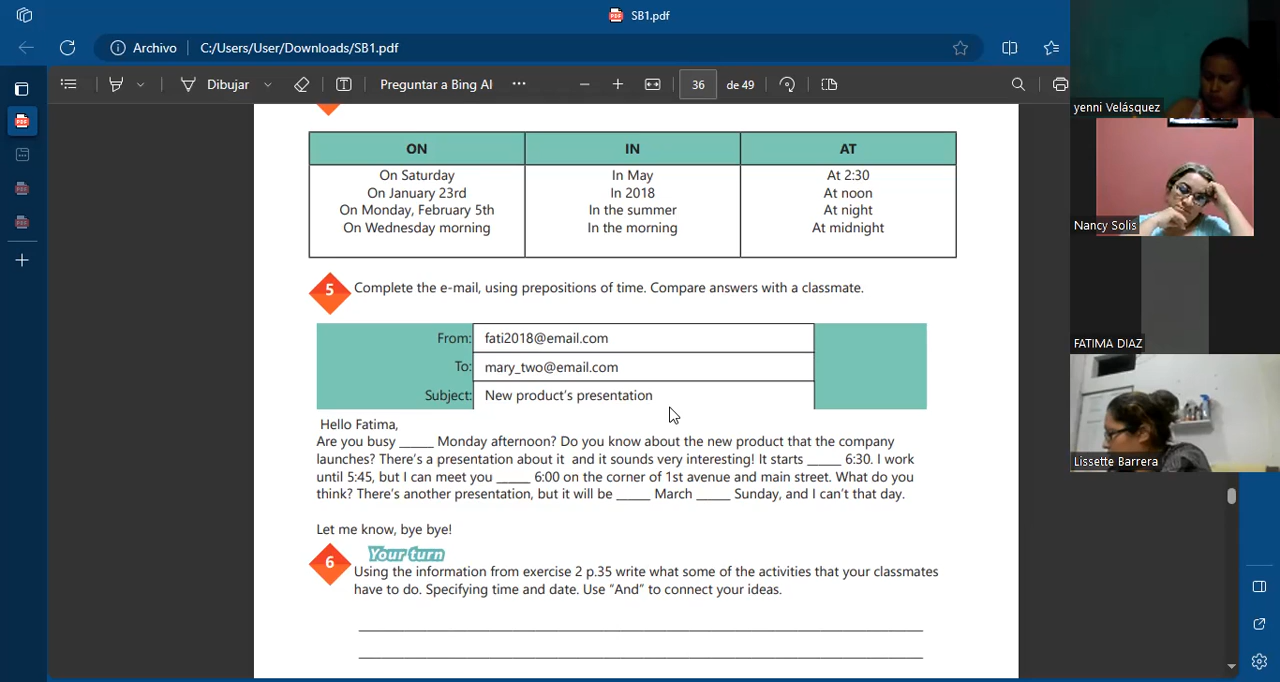 SB1.pdf
Archivo C:/Users/User/Downloads/SB1.pdf
Dibujar Preguntar a Bing AI 36 de 49
ON IN AT
On Saturday In May At 2:30
On January 23rd In 2018 At noon
On Monday, February 5th In the summer At night
On Wednesday morning In the morning At midnight
5 Complete the e-mail, using prepositions of time. Compare answers with a classmate.
From: fati2018@email.com
To: mary_two@email.com
Subject: New product's presentation
Hello Fatima,
Are you busy _____ Monday afternoon? Do you know about the new product that the company
launches? There's a presentation about it and it sounds very interesting! It starts _____ 6:30. I work
until 5:45, but I can meet you _____ 6:00 on the corner of 1st avenue and main street. What do you
think? There's another presentation, but it will be _____ March _____ Sunday, and I can't that day.
Let me know, bye bye!
6 Your turn
Using the information from exercise 2 p.35 write what some of the activities that your classmates
have to do. Specifying time and date. Use “And” to connect your ideas.
yenni Velásquez
Nancy Solis
FATIMA DIAZ
Lissette Barrera